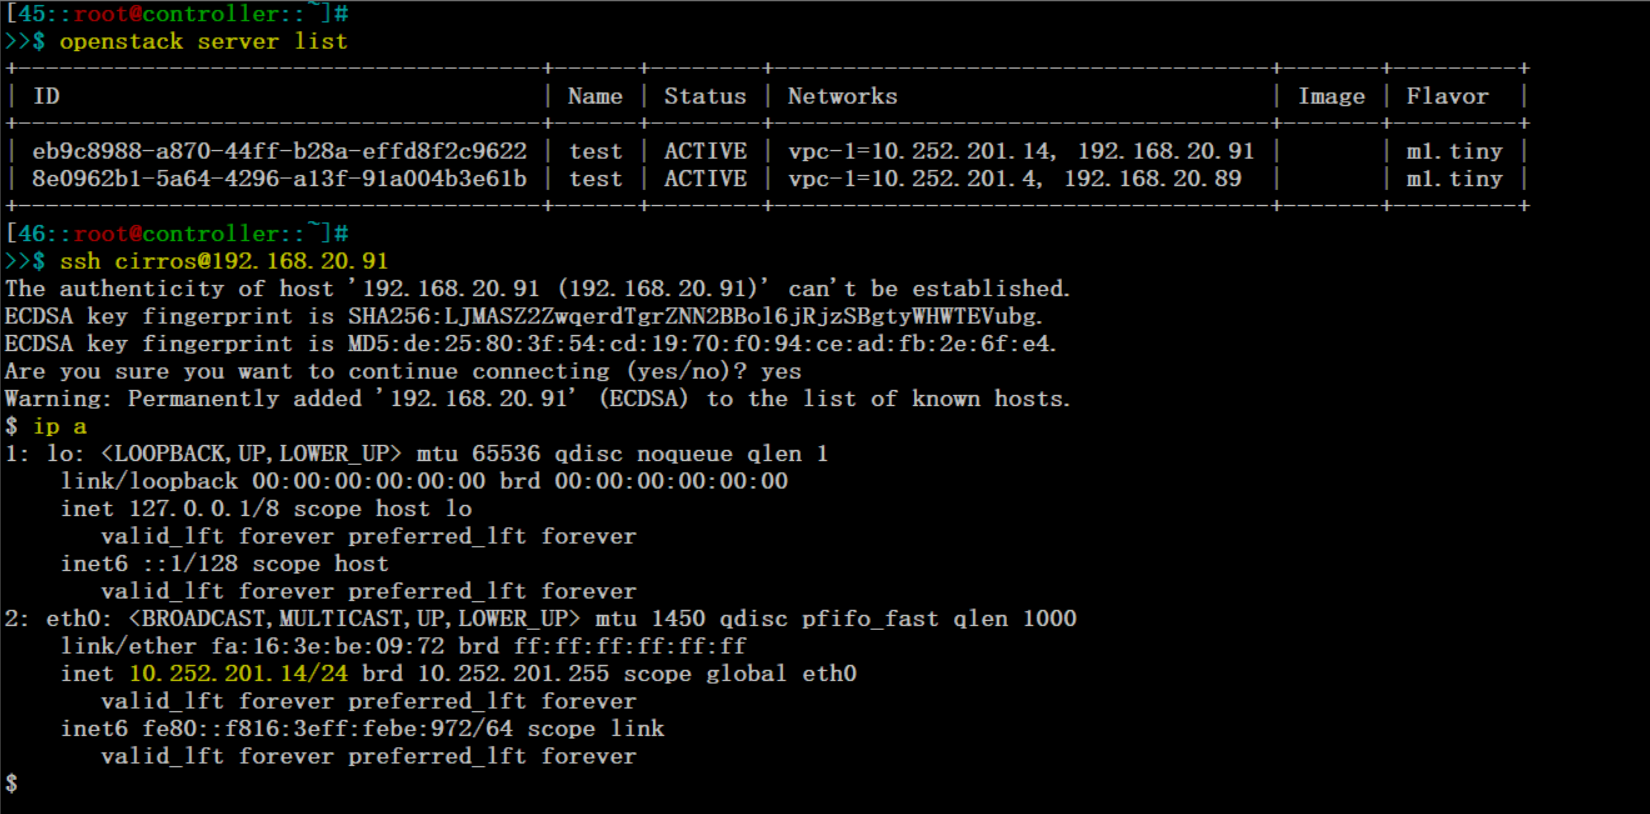 [45::root@controller::~]#
>>$ openstack server list
+--------------------------------------+------+--------+------------------------------------+-------+---------+
| ID                                   | Name | Status | Networks                           | Image | Flavor  |
+--------------------------------------+------+--------+------------------------------------+-------+---------+
| eb9c8988-a870-44ff-b28a-effd8f2c9622 | test | ACTIVE | vpc-1=10.252.201.14, 192.168.20.91 |       | m1.tiny |
| 8e0962b1-5a64-4296-a13f-91a004b3e61b | test | ACTIVE | vpc-1=10.252.201.4, 192.168.20.89  |       | m1.tiny |
+--------------------------------------+------+--------+------------------------------------+-------+---------+
[46::root@controller::~]#
>>$ ssh cirros@192.168.20.91
The authenticity of host '192.168.20.91 (192.168.20.91)' can't be established.
ECDSA key fingerprint is SHA256:LJMASZ2ZwqerdTgrZNN2BBol6jRjzSBgtyWHWTEVubg.
ECDSA key fingerprint is MD5:de:25:80:3f:54:cd:19:70:f0:94:ce:ad:fb:2e:6f:e4.
Are you sure you want to continue connecting (yes/no)? yes
Warning: Permanently added '192.168.20.91' (ECDSA) to the list of known hosts.
$ ip a
1: lo: <LOOPBACK,UP,LOWER_UP> mtu 65536 qdisc noqueue qlen 1
    link/loopback 00:00:00:00:00:00 brd 00:00:00:00:00:00
    inet 127.0.0.1/8 scope host lo
       valid_lft forever preferred_lft forever
    inet6 ::1/128 scope host
       valid_lft forever preferred_lft forever
2: eth0: <BROADCAST,MULTICAST,UP,LOWER_UP> mtu 1450 qdisc pfifo_fast qlen 1000
    link/ether fa:16:3e:be:09:72 brd ff:ff:ff:ff:ff:ff
    inet 10.252.201.14/24 brd 10.252.201.255 scope global eth0
       valid_lft forever preferred_lft forever
    inet6 fe80::f816:3eff:febe:972/64 scope link
       valid_lft forever preferred_lft forever
$